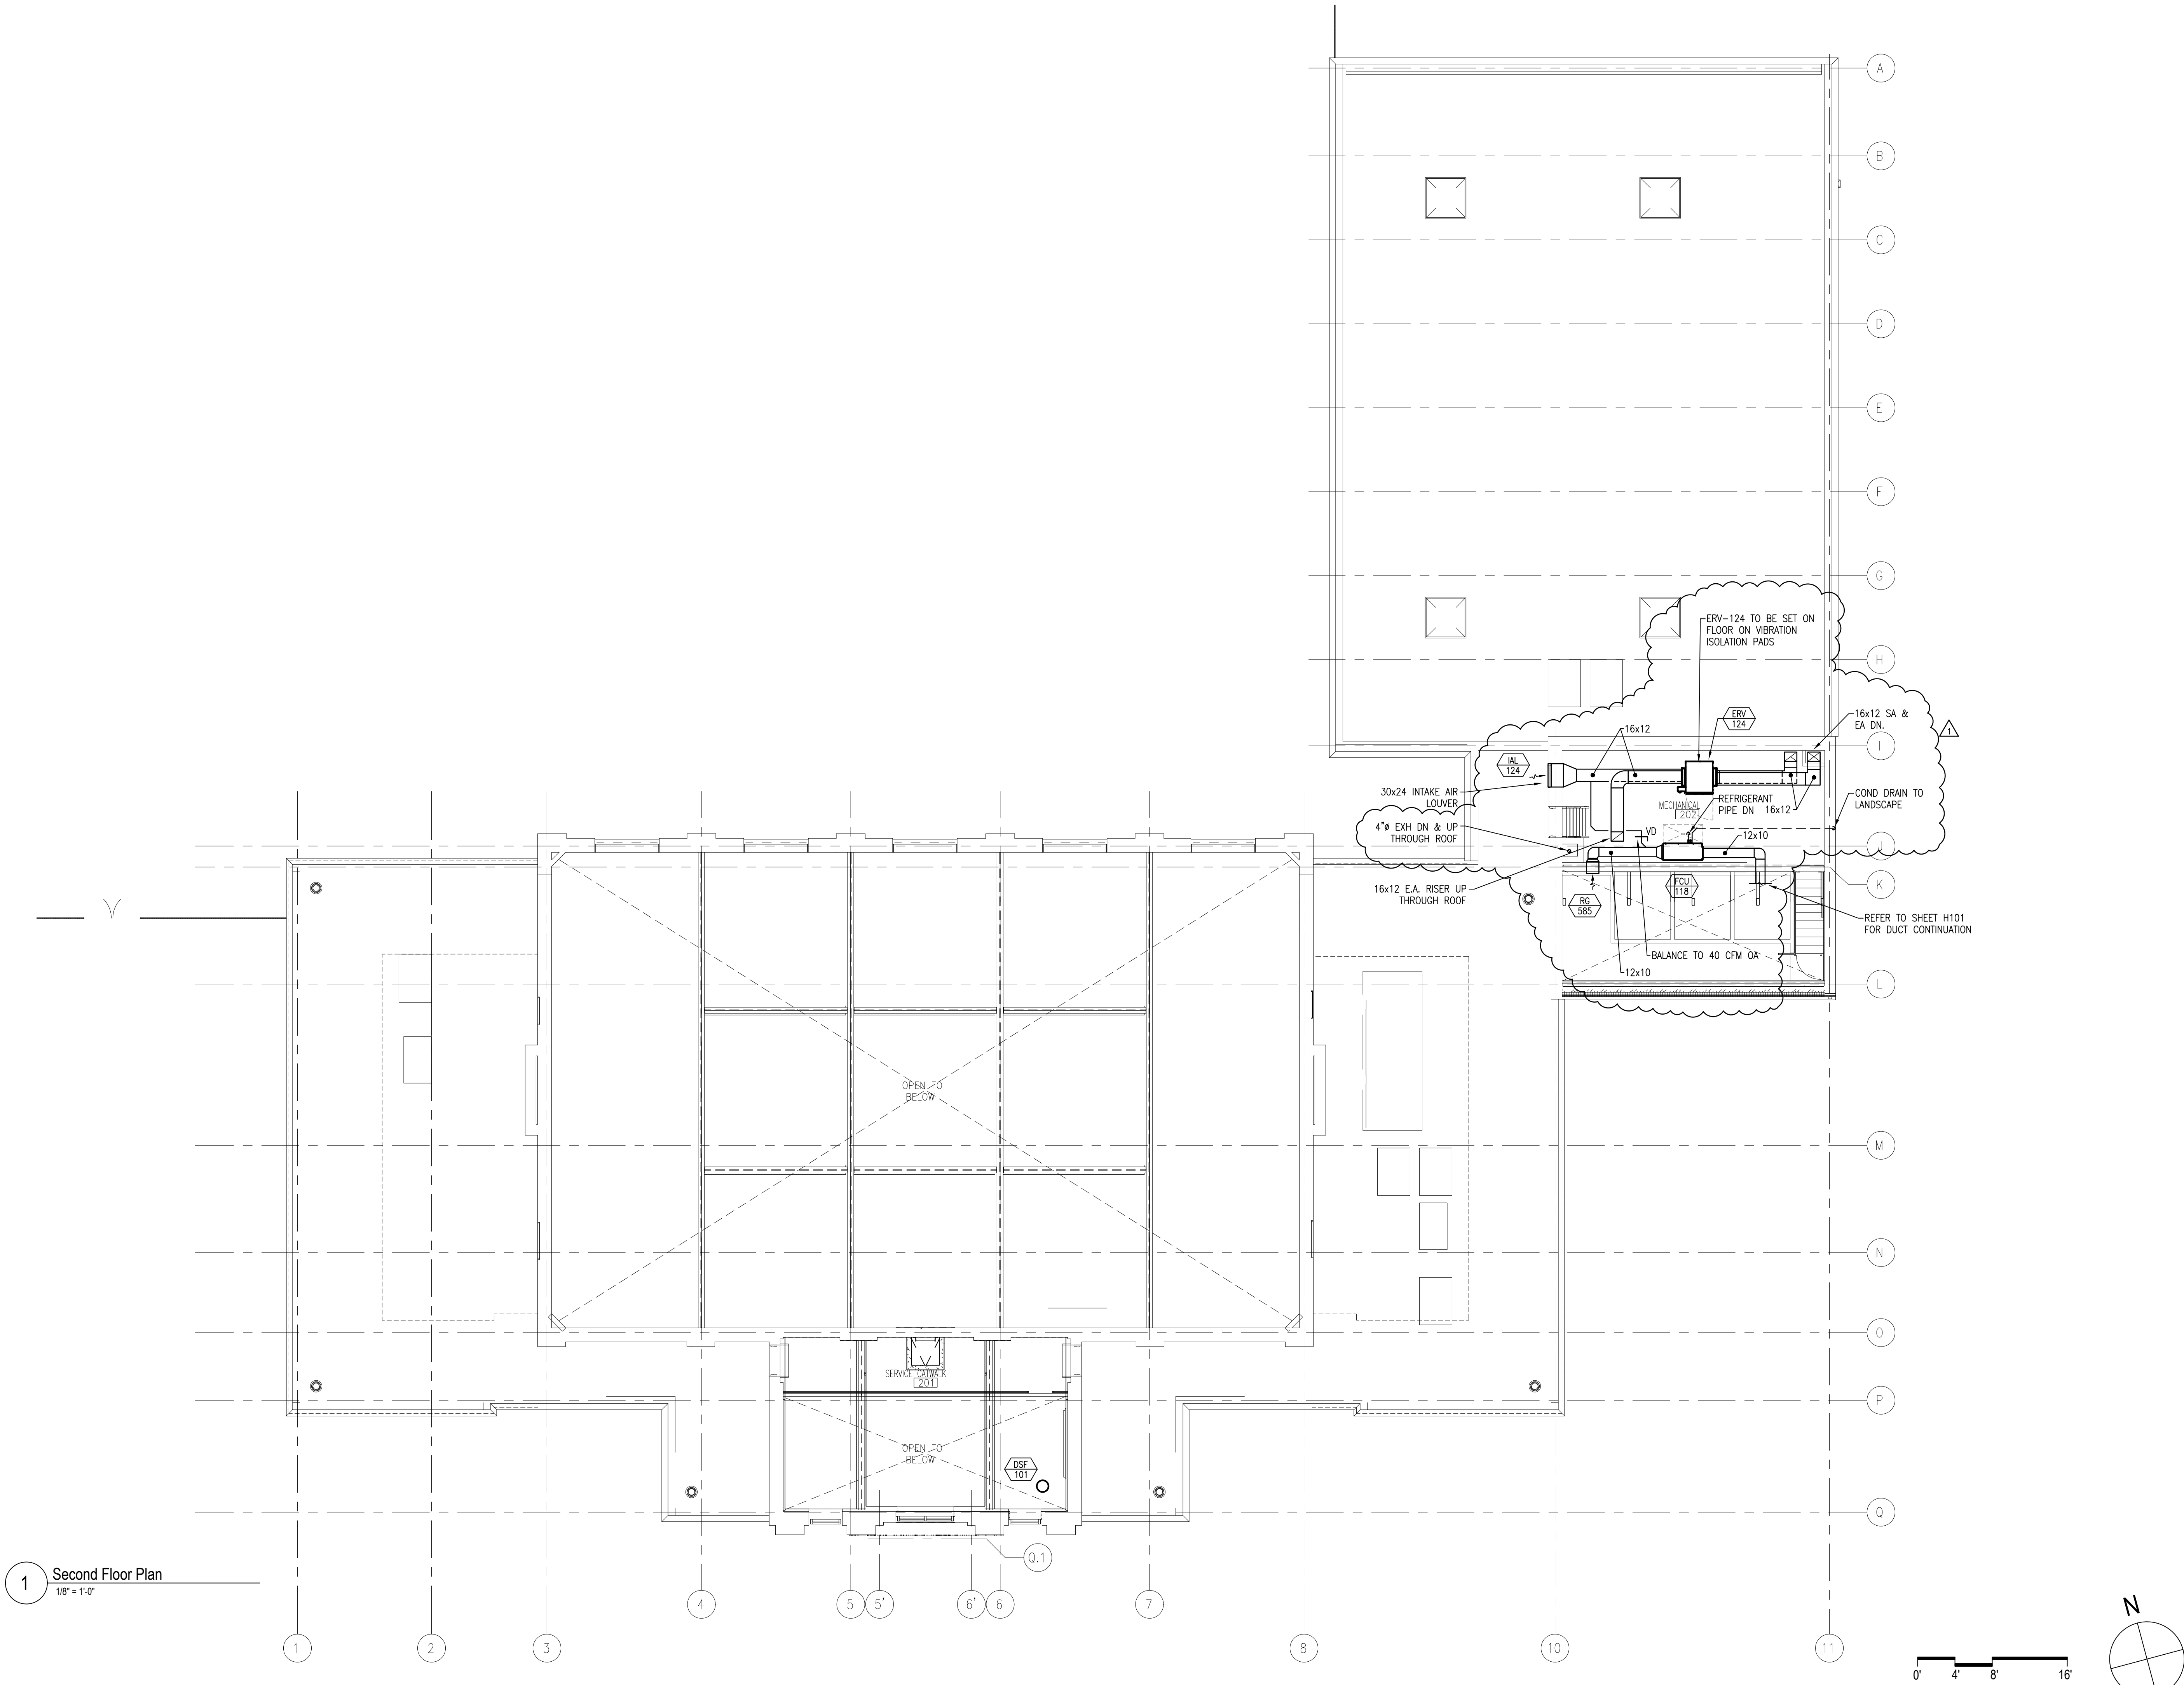 A
B
C
D
E
F
G
ERV-124 TO BE SET ON
FLOOR ON VIBRATION
ISOLATION PADS
H
ERV
124
16x12 SA &
EA DN.
1
16x12
I
IAL
124
30x24 INTAKE AIR
LOUVER
REFRIGERANT
PIPE DN
16x12
MECHANICAL
202
COND DRAIN TO
LANDSCAPE
4"ø EXH DN & UP
THROUGH ROOF
VD
12x10
J
16x12 E.A. RISER UP
THROUGH ROOF
FCU
118
K
RG
585
REFER TO SHEET H101
FOR DUCT CONTINUATION
BALANCE TO 40 CFM OA
12x10
L
OPEN TO
BELOW
M
N
O
SERVICE CATWALK
201
P
OPEN TO
BELOW
DSF
101
Q
Q.1
1
Second Floor Plan
1/8" = 1'-0"
4
5
5'
6'
6
7
1
2
3
8
10
11
N
0'
4'
8'
16'